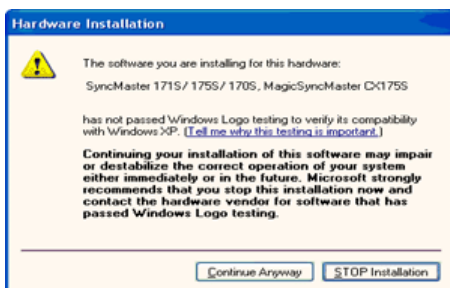 Hardware Installation
The software you are installing for this hardware:
SyncMaster 171S/ 175S/ 170S, MagicSyncMaster CX175S
has not passed Windows Logo testing to verify its compatibility
with Windows XP. (Tell me why this testing is important.)
Continuing your installation of this software may impair
or destabilize the correct operation of your system
either immediately or in the future. Microsoft strongly
recommends that you stop this installation now and
contact the hardware vendor for software that has
passed Windows Logo testing.
Continue Anyway
STOP Installation